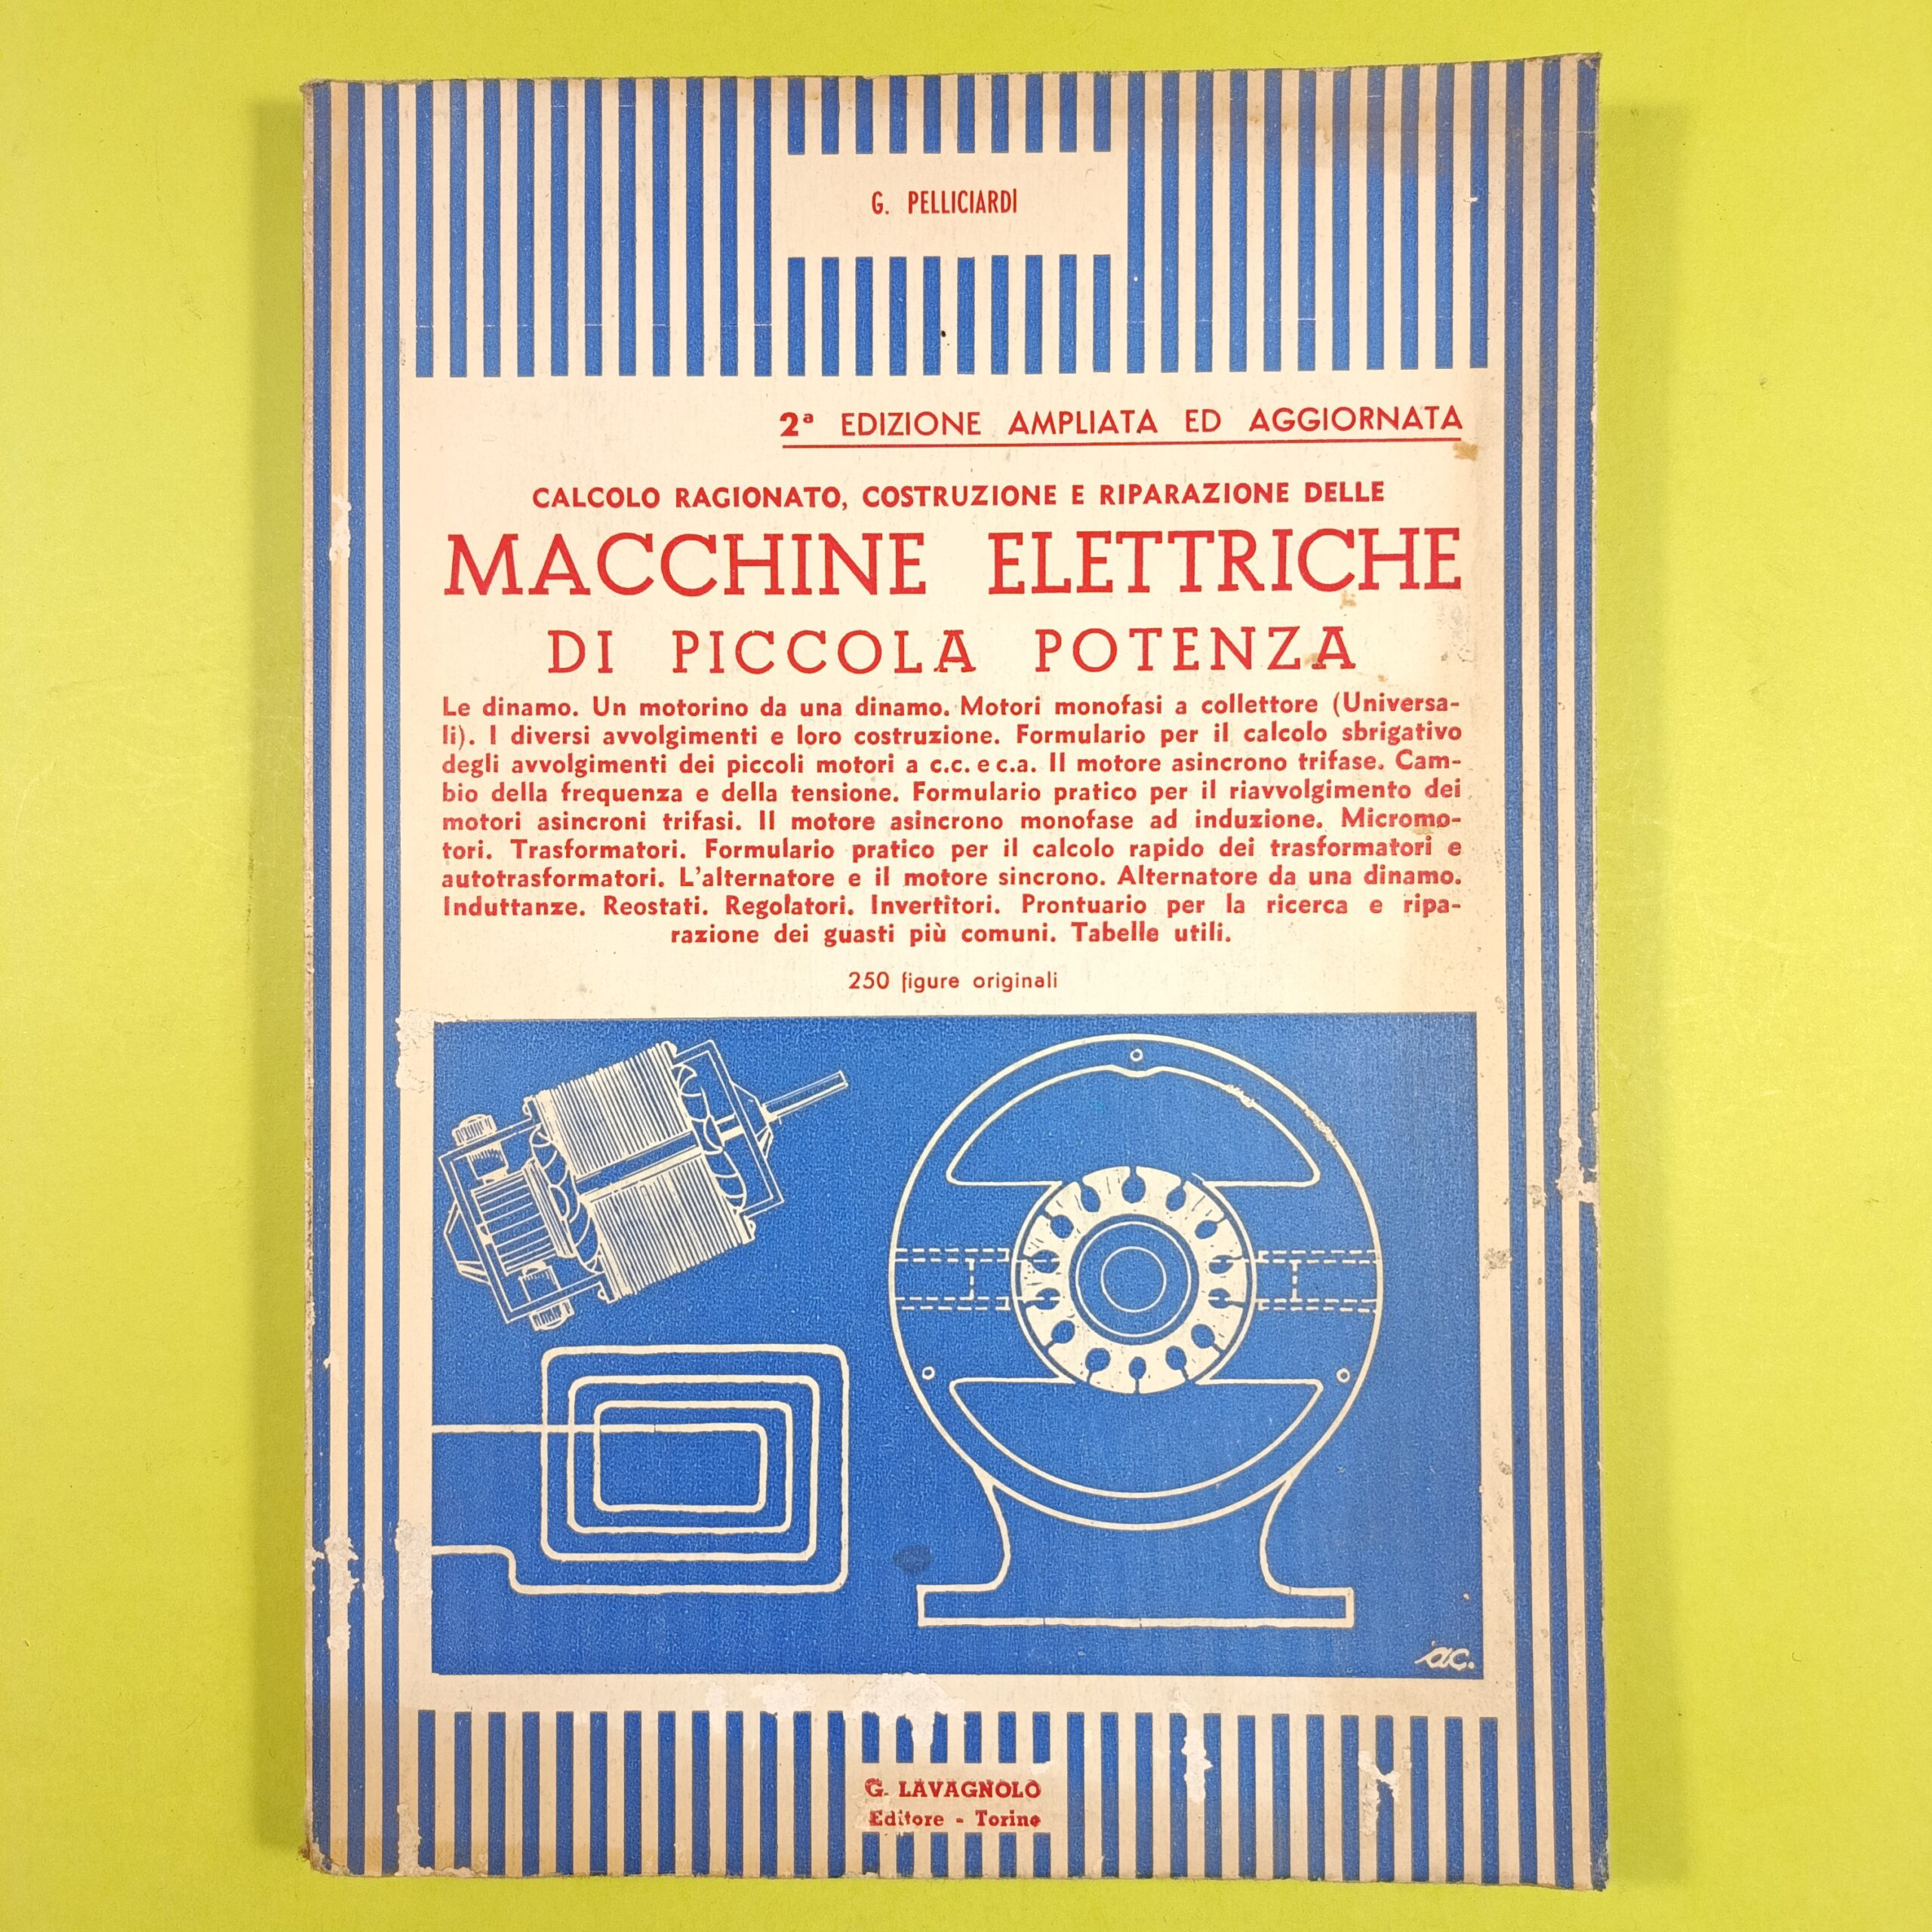 G. PELLICIARDI
2ª EDIZIONE AMPLIATA ED AGGIORNATA
CALCOLO RAGIONATO, COSTRUZIONE E RIPARAZIONE DELLE
MACCHINE ELETTRICHE
DI PICCOLA POTENZA
Le dinamo. Un motorino da una dinamo. Motori monofasi a collettore (Universa-
li). I diversi avvolgimenti e loro costruzione. Formulario per il calcolo sbrigativo
degli avvolgimenti dei piccoli motori a c.c. e c.a. Il motore asincrono trifase. Cam-
bio della frequenza e della tensione. Formulario pratico per il riavvolgimento dei
motori asincroni trifasi. Il motore asincrono monofase ad induzione. Micromo-
tori. Trasformatori. Formulario pratico per il calcolo rapido dei trasformatori e
autotrasformatori. L'alternatore e il motore sincrono. Alternatore da una dinamo.
Induttanze. Reostati. Regolatori. Invertitori. Prontuario per la ricerca e ripa-
razione dei guasti più comuni. Tabelle utili.
250 figure originali
ac.
G. LAVAGNOLO
Editore - Torino